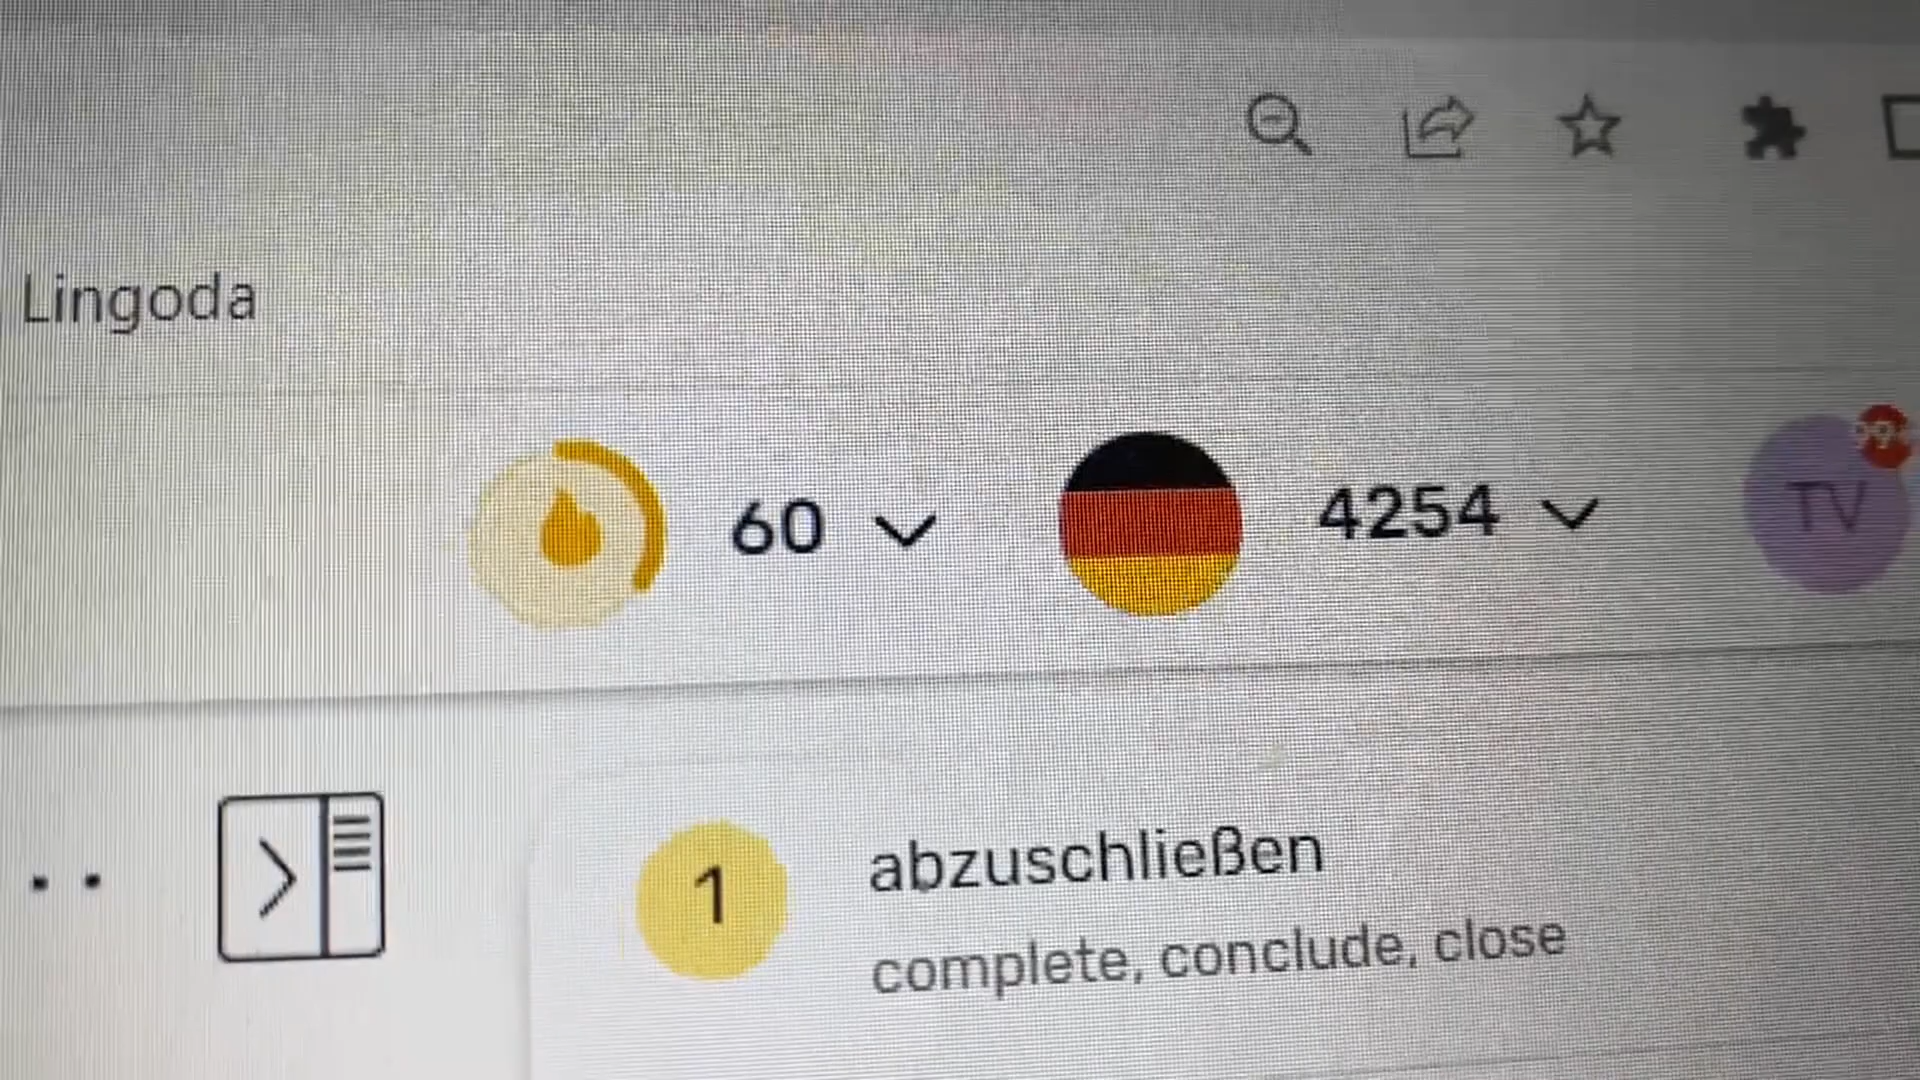 Lingoda
60
4254
TV
1
abzuschließen
complete, conclude, close